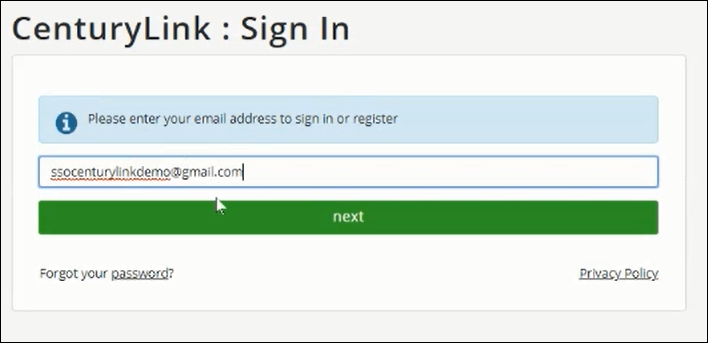 CenturyLink : Sign In
Please enter your email address to sign in or register
ssocenturylinkdemo@gmail.com
next
Forgot your password? Privacy Policy